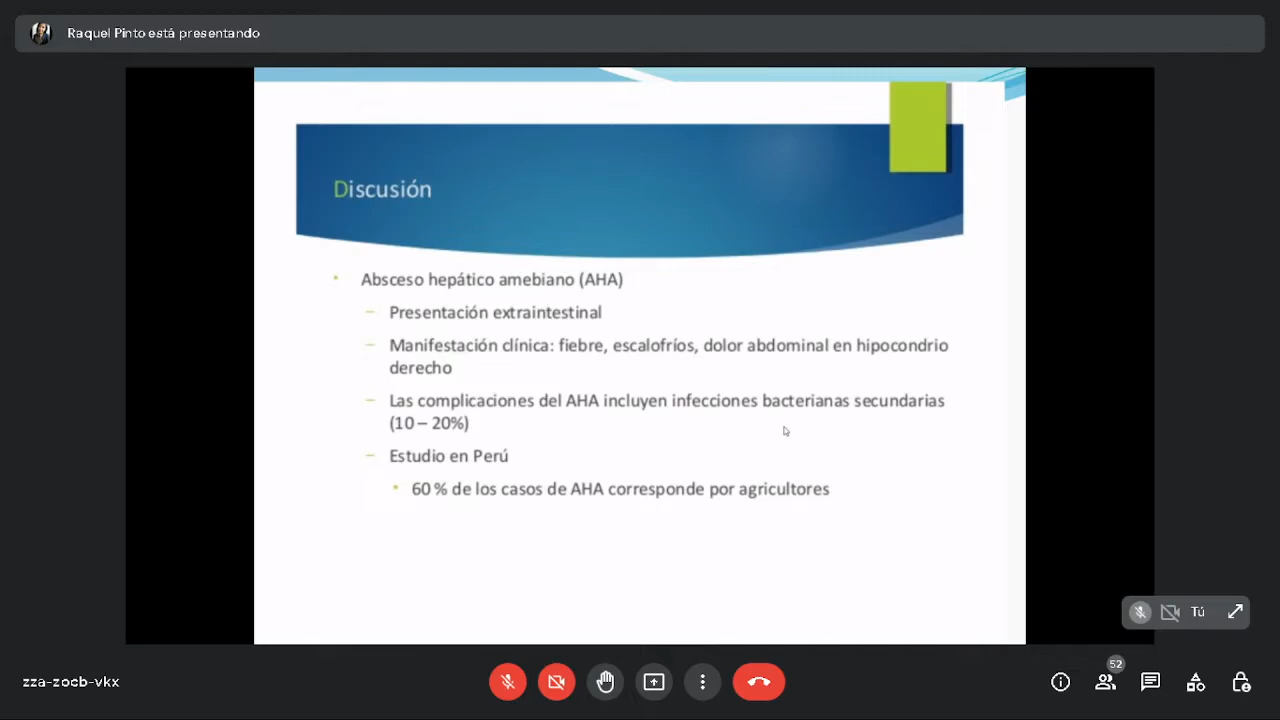 Raquel Pinto está presentando
Discusión
Absceso hepático amebiano (AHA)
Presentación extraintestinal
Manifestación clínica: fiebre, escalofríos, dolor abdominal en hipocondrio
derecho
Las complicaciones del AHA incluyen infecciones bacterianas secundarias
(10 – 20%)
Estudio en Perú
60 % de los casos de AHA corresponde por agricultores
Tú
52
zza-zocb-vkx